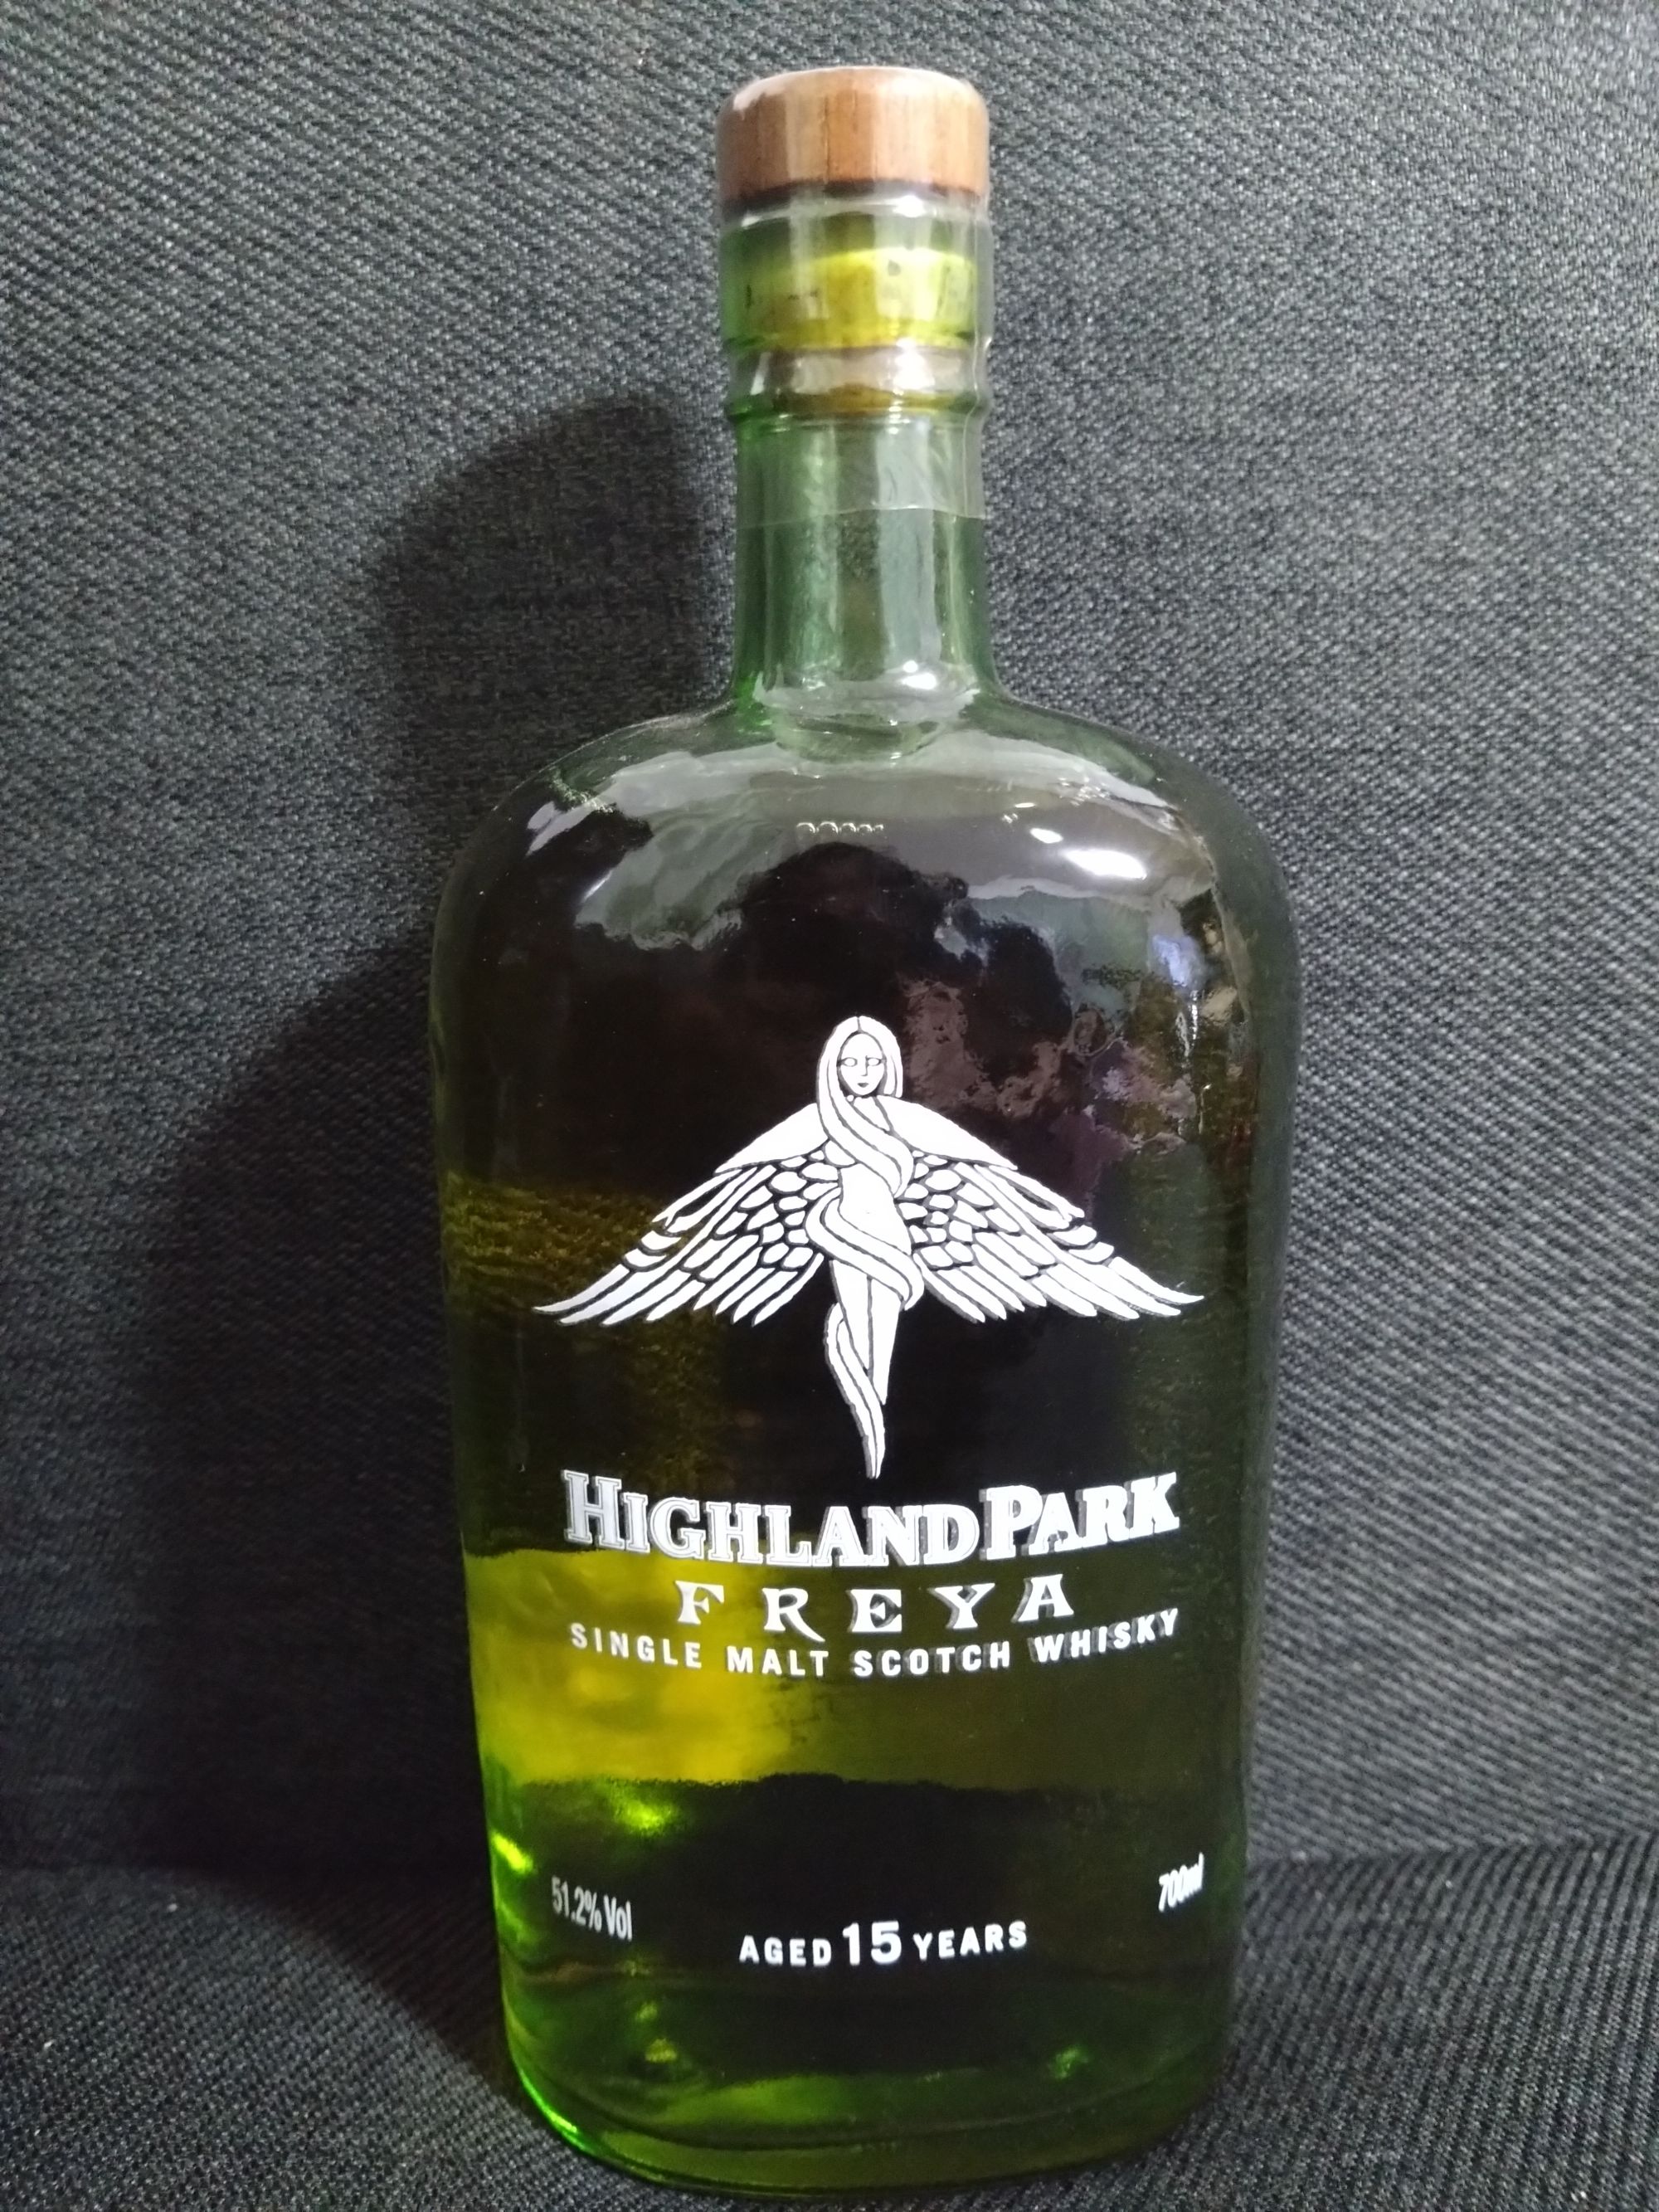 HIGHLAND PARK
FREYA
SINGLE MALT SCOTCH WHISKY
51.2% Vol
AGED 15 YEARS
700ml